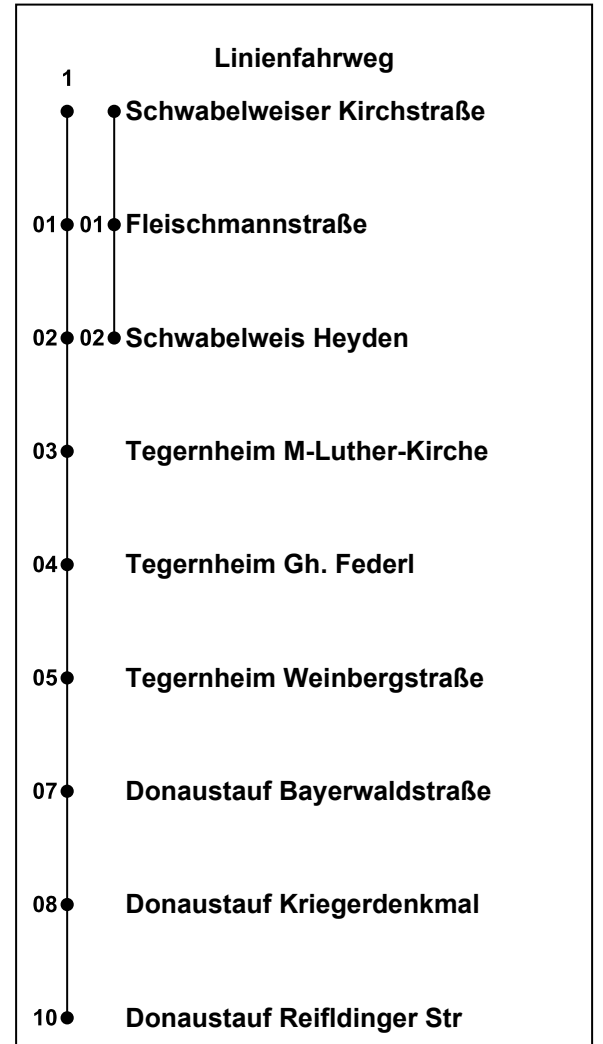 Linienfahrweg
1
Schwabelweiser Kirchstraße
01 01 Fleischmannstraße
02 02 Schwabelweis Heyden
03 Tegernheim M-Luther-Kirche
04 Tegernheim Gh. Federl
05 Tegernheim Weinbergstraße
07 Donaustauf Bayerwaldstraße
08 Donaustauf Kriegerdenkmal
10 Donaustauf Reifldinger Str